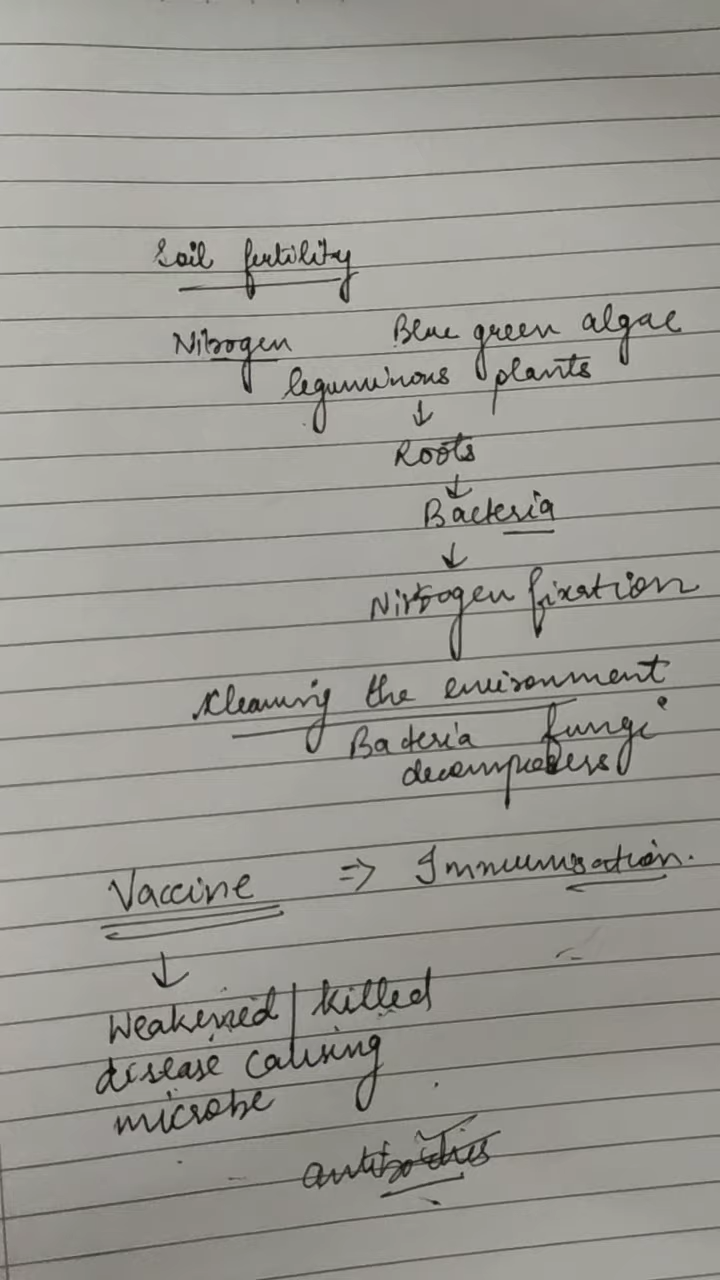 Soil fertility
Nitrogen Blue green algae
leguminous plants
↓
Roots
↓
Bacteria
↓
Nitrogen fixation
Cleaning the environment
Bacteria fungi
decomposers
Vaccine ⇒ Immunisation.
↓
Weakened | killed
disease causing
microbe
antibodies